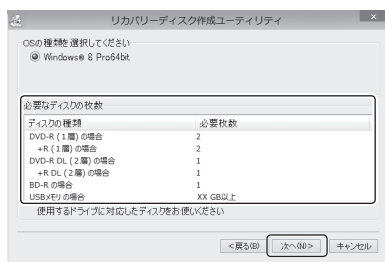 リカバリーディスク作成ユーティリティ
OSの種類を選択してください
Windows® 8 Pro64bit
必要なディスクの枚数
ディスクの種類 必要枚数
DVD-R (1層) の場合 2
+R (1層) の場合 2
DVD-R DL (2層) の場合 1
+R DL (2層) の場合 1
BD-R の場合 1
USBメモリ の場合 XX GB以上
使用するドライブに対応したディスクをお使いください
<戻る(B) 次へ(N)> キャンセル